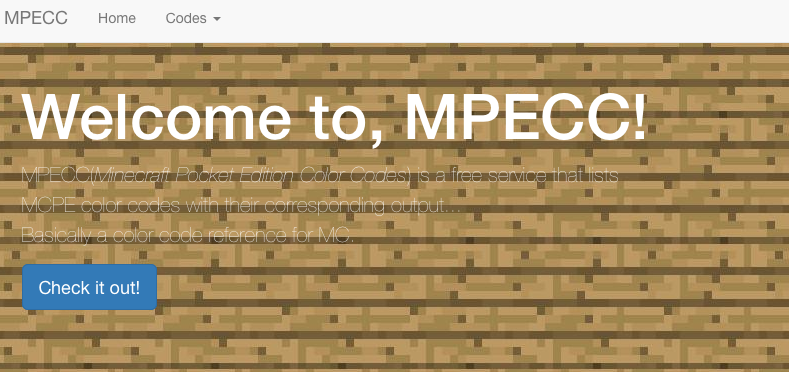 MPECC Home Codes
Welcome to, MPECC!
MPECC(Minecraft Pocket Edition Color Codes) is a free service that lists
MCPE color codes with their corresponding output...
Basically a color code reference for MC.
Check it out!